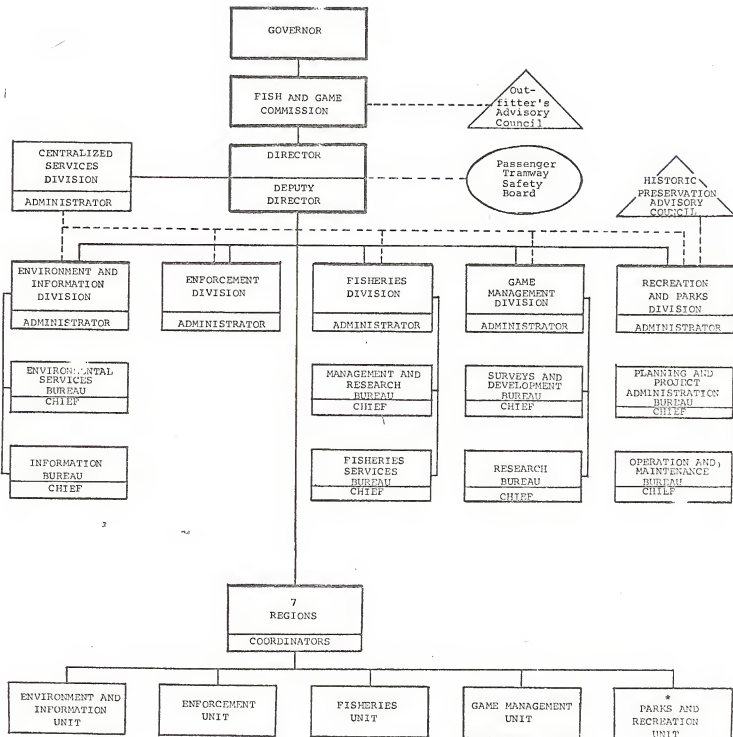 GOVERNOR
FISH AND GAME
COMMISSION
Out-
fitter's
Advisory
Council
CENTRALIZED
SERVICES
DIVISION
ADMINISTRATOR
DIRECTOR
DEPUTY
DIRECTOR
Passenger
Tramway
Safety
Board
HISTORIC
PRESERVATION
ADVISORY
COUNCIL
ENVIRONMENT AND
INFORMATION
DIVISION
ADMINISTRATOR
ENFORCEMENT
DIVISION
ADMINISTRATOR
FISHERIES
DIVISION
ADMINISTRATOR
GAME
MANAGEMENT
DIVISION
ADMINISTRATOR
RECREATION
AND PARKS
DIVISION
ADMINISTRATOR
ENVIRONMENTAL
SERVICES
BUREAU
CHIEF
MANAGEMENT AND
RESEARCH
BUREAU
CHIEF
SURVEYS AND
DEVELOPMENT
BUREAU
CHIEF
PLANNING AND
PROJECT
ADMINISTRATION
BUREAU
CHIEF
INFORMATION
BUREAU
CHIEF
FISHERIES
SERVICES
BUREAU
CHIEF
RESEARCH
BUREAU
CHIEF
OPERATION AND
MAINTENANCE
BUREAU
CHIEF
7
REGIONS
COORDINATORS
ENVIRONMENT AND
INFORMATION
UNIT
ENFORCEMENT
UNIT
FISHERIES
UNIT
GAME MANAGEMENT
UNIT
*
PARKS AND
RECREATION
UNIT